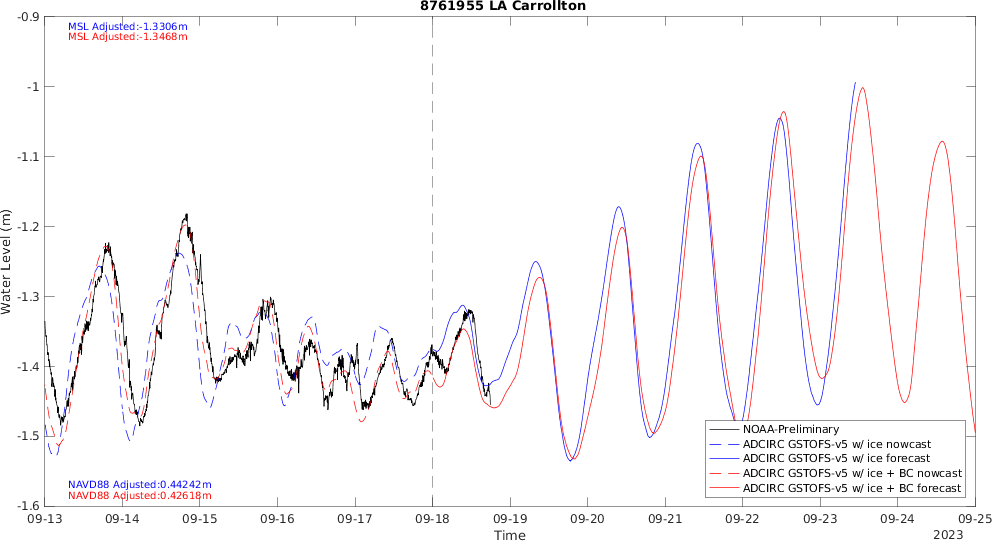 8761955 LA Carrollton
MSL Adjusted:-1.3306m
MSL Adjusted:-1.3468m
-0.9
-1
-1.1
-1.2
-1.3
-1.4
-1.5
-1.6
Water Level (m)
NAVD88 Adjusted:0.44242m
NAVD88 Adjusted:0.42618m
NOAA-Preliminary
ADCIRC GSTOFS-v5 w/ ice nowcast
ADCIRC GSTOFS-v5 w/ ice forecast
ADCIRC GSTOFS-v5 w/ ice + BC nowcast
ADCIRC GSTOFS-v5 w/ ice + BC forecast
09-13 09-14 09-15 09-16 09-17 09-18 09-19 09-20 09-21 09-22 09-23 09-24 09-25
Time
2023